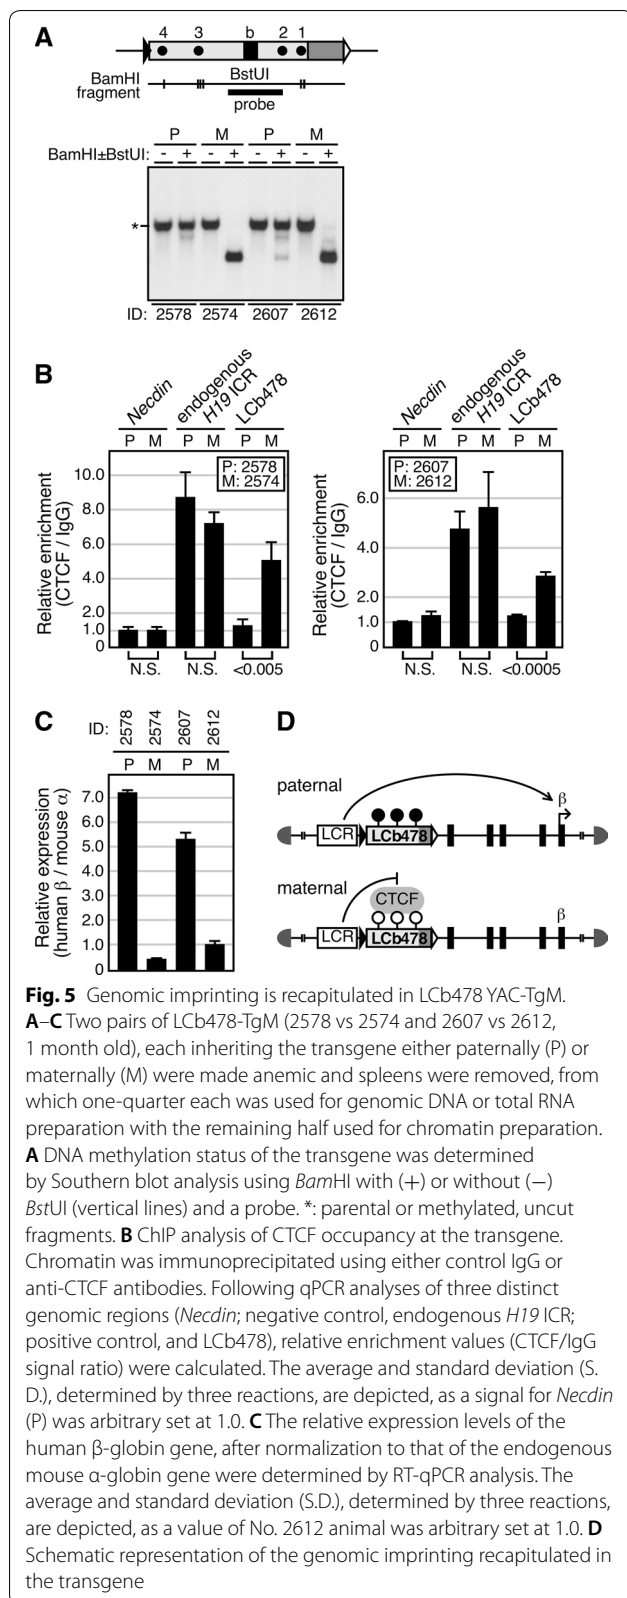 A
4 3 b 2 1
BamHI
fragment
BstUI
probe
P M P M
BamHI±BstUI: - + - + - + - +
*
ID: 2578 2574 2607 2612
B
Necdin
endogenous
H19 ICR
LCb478
P M P M P M
P: 2578
M: 2574
Relative enrichment
(CTCF / IgG)
10.0
8.0
6.0
4.0
2.0
1.0
0
N.S. N.S. <0.005
Necdin
endogenous
H19 ICR
LCb478
P M P M P M
P: 2607
M: 2612
Relative enrichment
(CTCF / IgG)
6.0
4.0
2.0
1.0
0
N.S. N.S. <0.0005
C
ID: 2578 2574 2607 2612
P M P M
Relative expression
(human β / mouse α)
7.0
6.0
5.0
4.0
3.0
2.0
1.0
0
D
paternal
β
LCR LCb478
maternal
CTCF
β
LCR LCb478
Fig. 5 Genomic imprinting is recapitulated in LCb478 YAC-TgM.
A–C Two pairs of LCb478-TgM (2578 vs 2574 and 2607 vs 2612,
1 month old), each inheriting the transgene either paternally (P) or
maternally (M) were made anemic and spleens were removed, from
which one-quarter each was used for genomic DNA or total RNA
preparation with the remaining half used for chromatin preparation.
A DNA methylation status of the transgene was determined
by Southern blot analysis using BamHI with (+) or without (−)
BstUI (vertical lines) and a probe. *: parental or methylated, uncut
fragments. B ChIP analysis of CTCF occupancy at the transgene.
Chromatin was immunoprecipitated using either control IgG or
anti-CTCF antibodies. Following qPCR analyses of three distinct
genomic regions (Necdin; negative control, endogenous H19 ICR;
positive control, and LCb478), relative enrichment values (CTCF/IgG
signal ratio) were calculated. The average and standard deviation (S.
D.), determined by three reactions, are depicted, as a signal for Necdin
(P) was arbitrary set at 1.0. C The relative expression levels of the
human β-globin gene, after normalization to that of the endogenous
mouse α-globin gene were determined by RT-qPCR analysis. The
average and standard deviation (S.D.), determined by three reactions,
are depicted, as a value of No. 2612 animal was arbitrary set at 1.0. D
Schematic representation of the genomic imprinting recapitulated in
the transgene